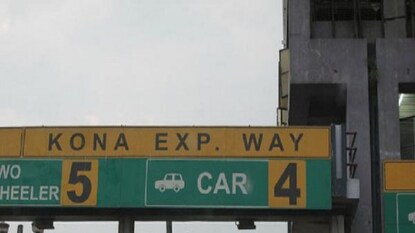 KONA EXP. WAY
WO
HEELER 5 CAR 4